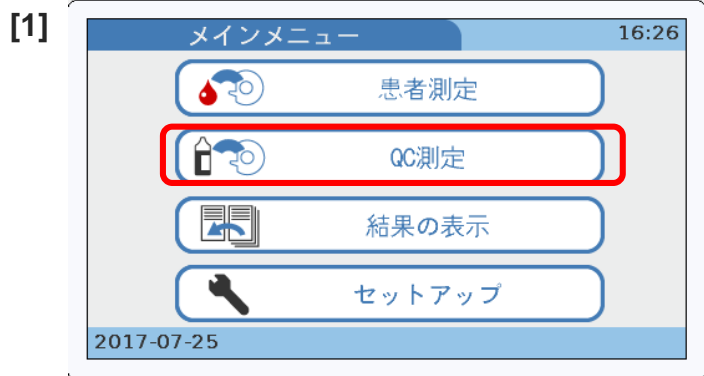 [1]
メインメニュー 16:26
患者測定
QC測定
結果の表示
セットアップ
2017-07-25